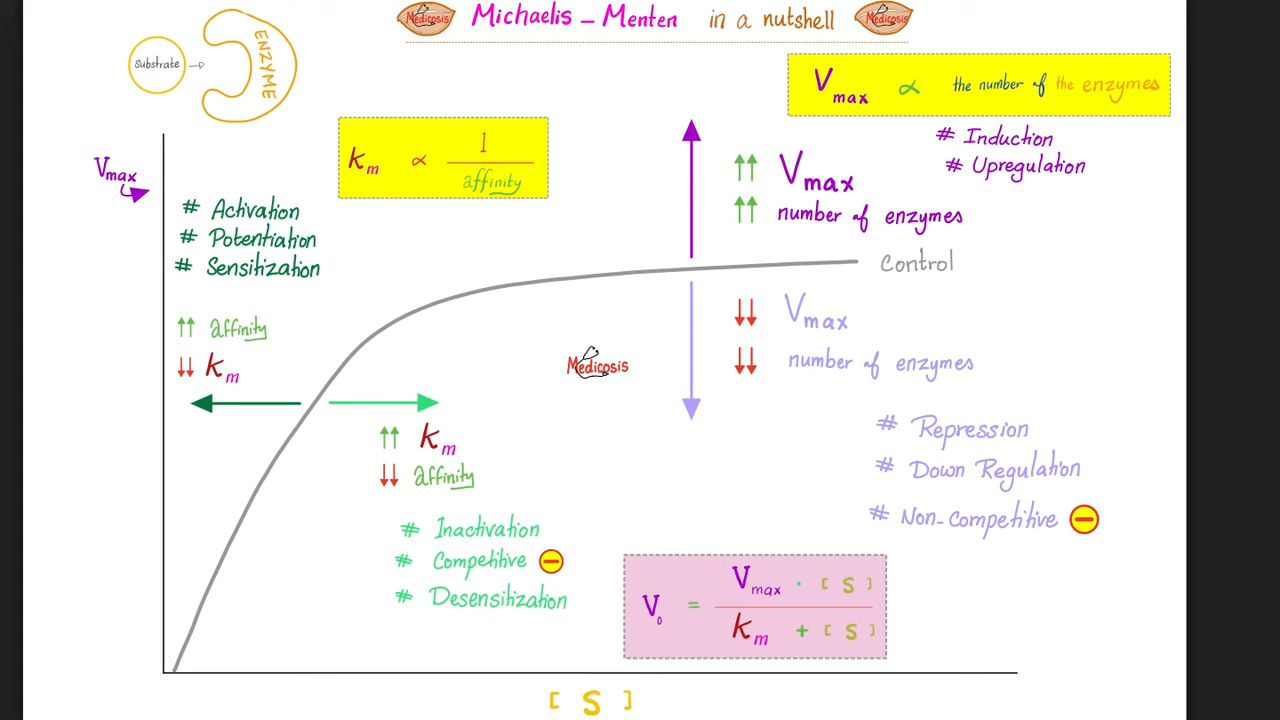 Medicosis Michaelis - Menten in a nutshell Medicosis
Substrate
ENZYME
Vmax ∝ the number of the enzymes
# Induction
# Upregulation
km ∝ 1 / affinity
Vmax
# Activation
# Potentiation
# Sensitization
↑↑ affinity
↓↓ km
↑↑ Vmax
↑↑ number of enzymes
Control
↓↓ Vmax
↓↓ number of enzymes
Medicosis
↑↑ km
↓↓ affinity
# Repression
# Down Regulation
# Non-Competitive
# Inactivation
# Competitive
# Desensitization
V0 = Vmax · [ S ] / km + [ S ]
[ S ]